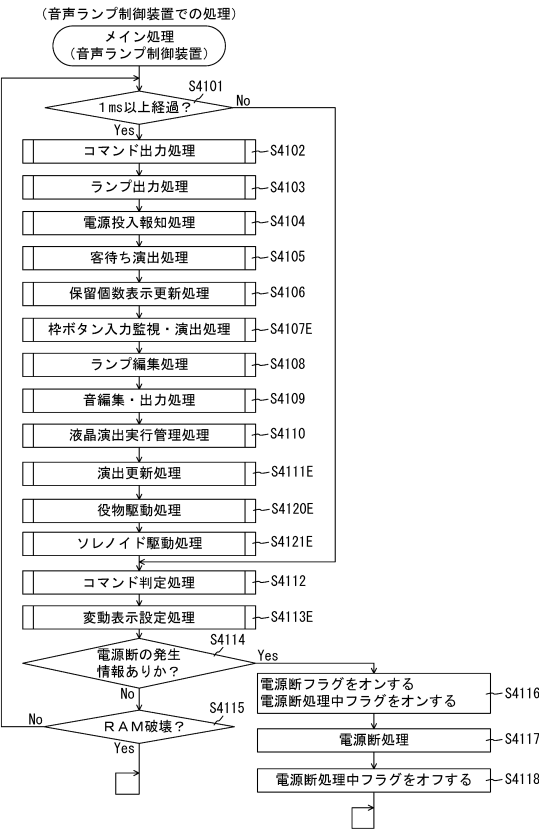 (音声ランプ制御装置での処理)
メイン処理
(音声ランプ制御装置)
S4101
1ms以上経過？
No
Yes
コマンド出力処理 S4102
ランプ出力処理 S4103
電源投入報知処理 S4104
客待ち演出処理 S4105
保留個数表示更新処理 S4106
枠ボタン入力監視・演出処理 S4107E
ランプ編集処理 S4108
音編集・出力処理 S4109
液晶演出実行管理処理 S4110
演出更新処理 S4111E
役物駆動処理 S4120E
ソレノイド駆動処理 S4121E
コマンド判定処理 S4112
変動表示設定処理 S4113E
S4114
電源断の発生
情報ありか？
Yes
No
電源断フラグをオンする
電源断処理中フラグをオンする
S4116
S4115
RAM破壊？
No
Yes
電源断処理 S4117
電源断処理中フラグをオフする S4118